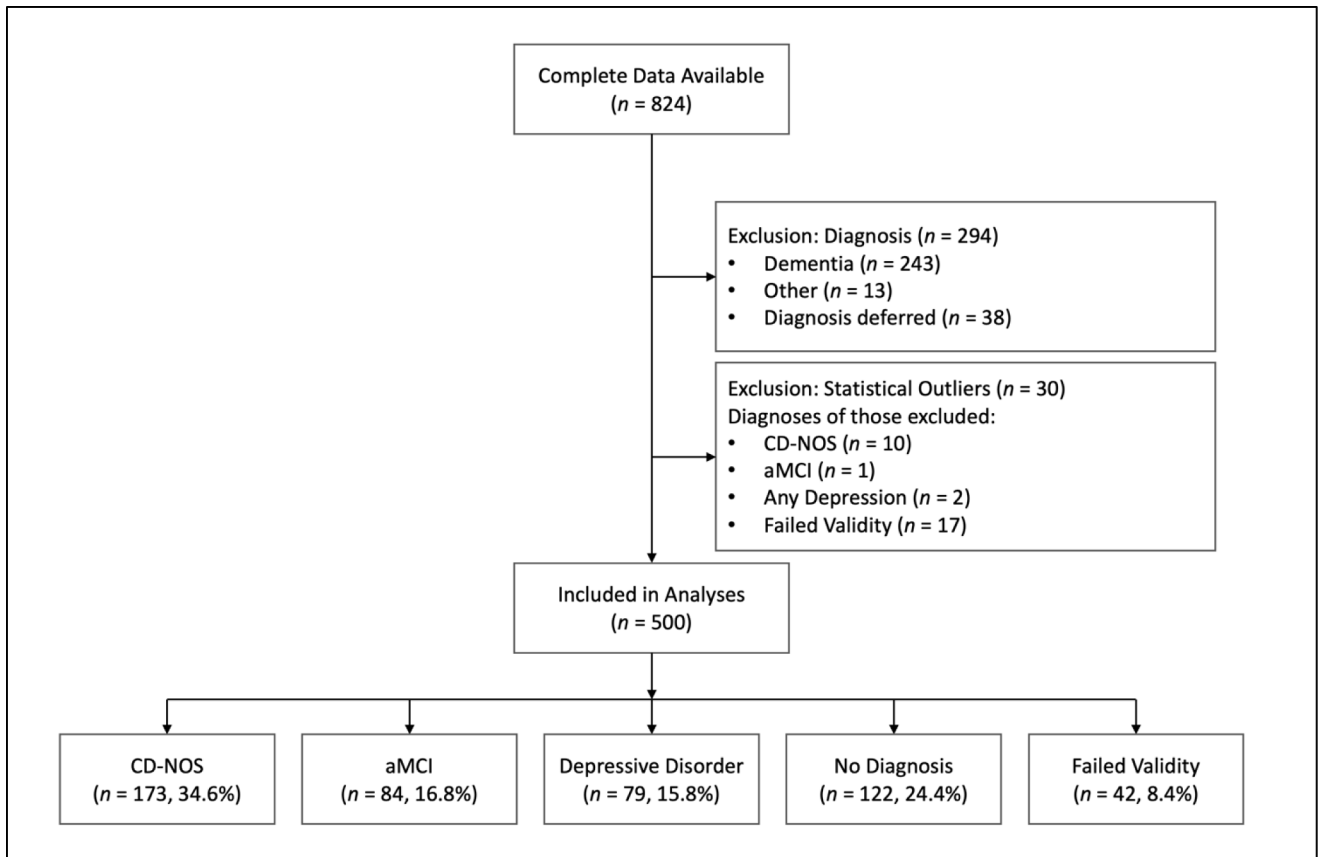 Complete Data Available
(n = 824)
Exclusion: Diagnosis (n = 294)
• Dementia (n = 243)
• Other (n = 13)
• Diagnosis deferred (n = 38)
Exclusion: Statistical Outliers (n = 30)
Diagnoses of those excluded:
• CD-NOS (n = 10)
• aMCI (n = 1)
• Any Depression (n = 2)
• Failed Validity (n = 17)
Included in Analyses
(n = 500)
CD-NOS
(n = 173, 34.6%)
aMCI
(n = 84, 16.8%)
Depressive Disorder
(n = 79, 15.8%)
No Diagnosis
(n = 122, 24.4%)
Failed Validity
(n = 42, 8.4%)